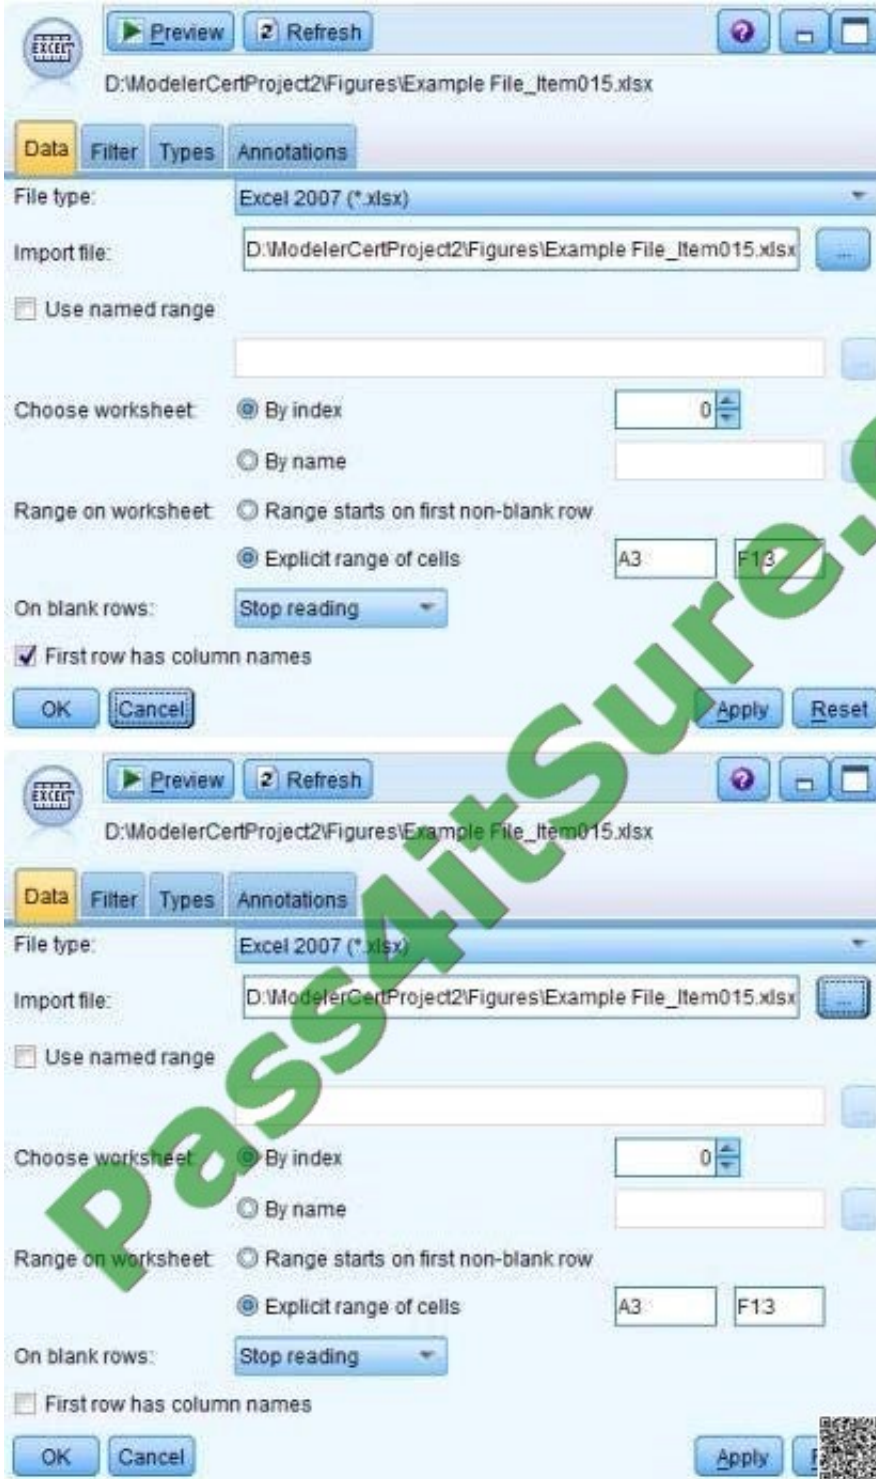 EXCEL Preview 2 Refresh ?
D:\ModelerCertProject2\Figures\Example File_Item015.xlsx
Data Filter Types Annotations
File type: Excel 2007 (*.xlsx)
Import file: D:\ModelerCertProject2\Figures\Example File_Item015.xlsx ...
Use named range
...
Choose worksheet: By index 0
By name
Range on worksheet: Range starts on first non-blank row
Explicit range of cells A3 F13
On blank rows: Stop reading
First row has column names
OK Cancel Apply Reset
EXCEL Preview 2 Refresh ?
D:\ModelerCertProject2\Figures\Example File_Item015.xlsx
Data Filter Types Annotations
File type: Excel 2007 (*.xlsx)
Import file: D:\ModelerCertProject2\Figures\Example File_Item015.xlsx ...
Use named range
...
Choose worksheet: By index 0
By name ...
Range on worksheet: Range starts on first non-blank row
Explicit range of cells A3 F13
On blank rows: Stop reading
First row has column names
OK Cancel Apply
Pass4itSure.